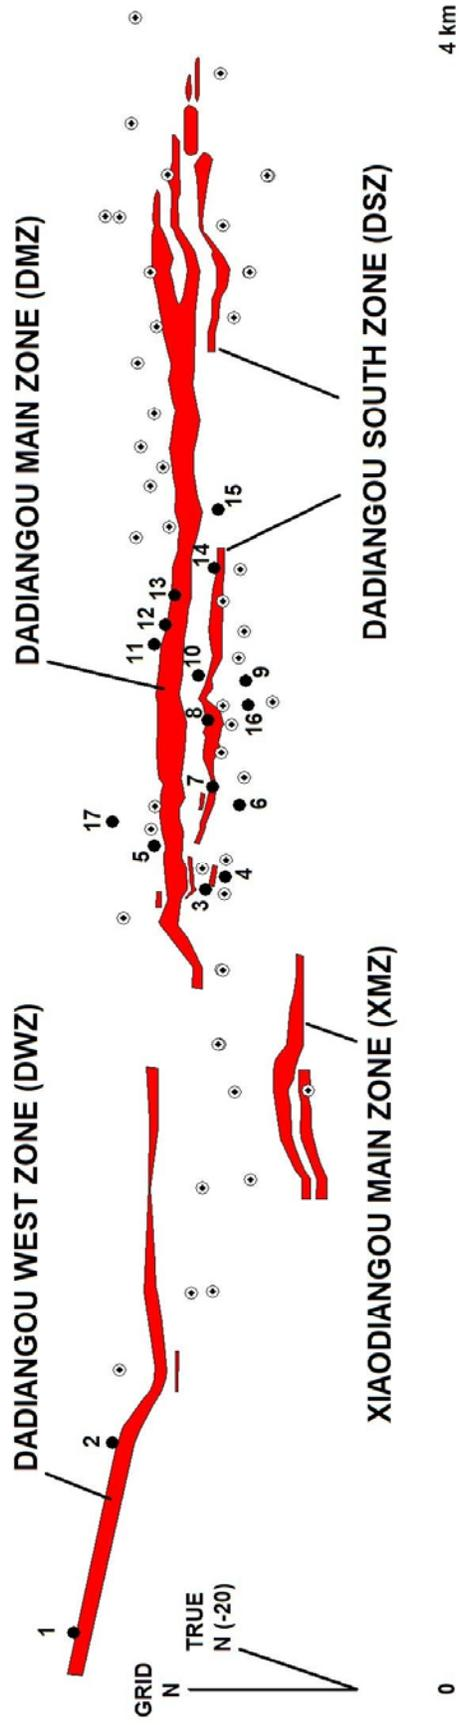 DADIANGOU WEST ZONE (DWZ)
DADIANGOU MAIN ZONE (DMZ)
1
2
17
5
11
12
13
3
4
7
6
8
10
16
9
14
15
GRID
N
TRUE
N (-20)
XIAODIANGOU MAIN ZONE (XMZ)
DADIANGOU SOUTH ZONE (DSZ)
0
4 km